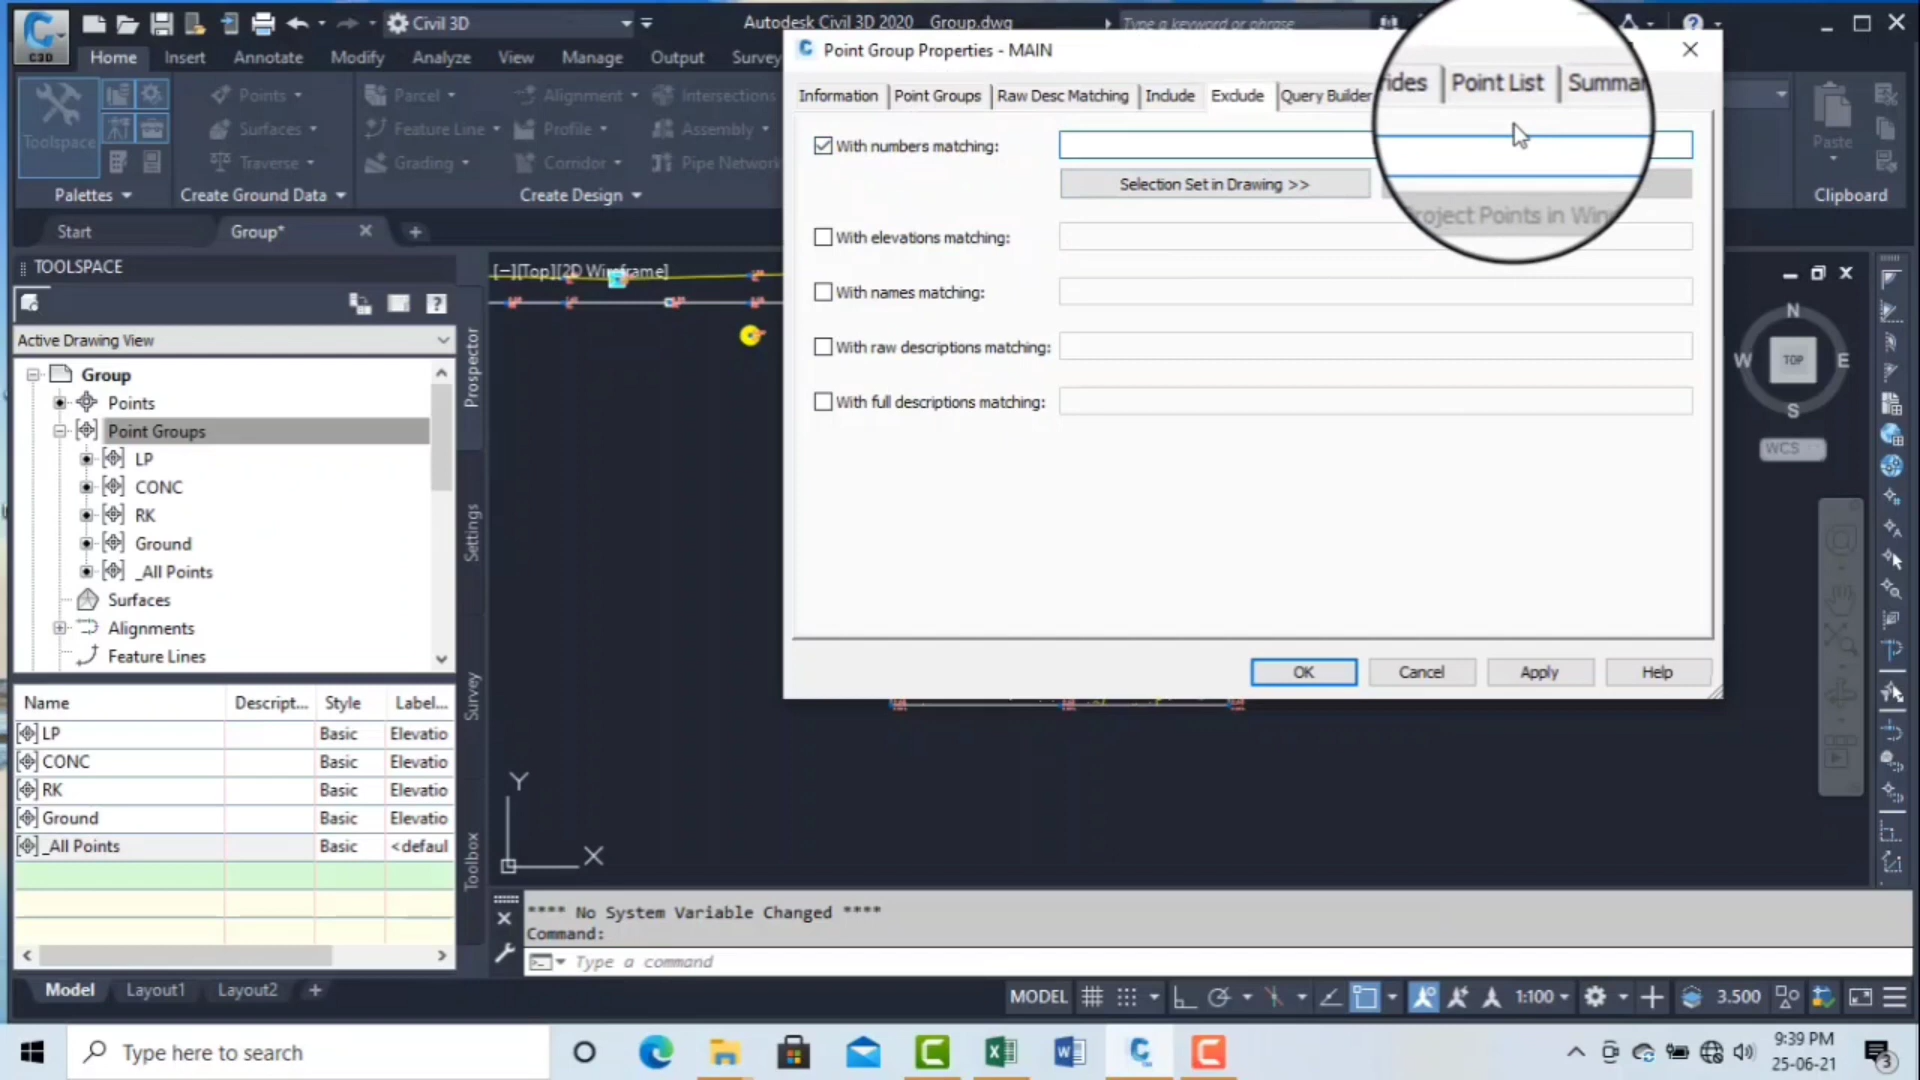 C3D
Civil 3D
Autodesk Civil 3D 2020 Group.dwg
Type a keyword or phrase
Home Insert Annotate Modify Analyze View Manage Output Survey
Toolspace
Points
Surfaces
Traverse
Parcel
Feature Line
Grading
Alignment
Profile
Corridor
Intersections
Assembly
Pipe Network
Paste
Palettes
Create Ground Data
Create Design
Clipboard
Start
Group*
TOOLSPACE
Active Drawing View
Group
Points
Point Groups
LP
CONC
RK
Ground
_All Points
Surfaces
Alignments
Feature Lines
Prospector
Settings
Survey
Toolbox
Name Descript... Style Label...
LP Basic Elevatio
CONC Basic Elevatio
RK Basic Elevatio
Ground Basic Elevatio
_All Points Basic <defaul
[−][Top][2D Wireframe]
Point Group Properties - MAIN
Information Point Groups Raw Desc Matching Include Exclude Query Builder
rides Point List Summar
With numbers matching:
Selection Set in Drawing >>
roject Points in Win
With elevations matching:
With names matching:
With raw descriptions matching:
With full descriptions matching:
OK Cancel Apply Help
N
W TOP E
S
WCS
Y
X
**** No System Variable Changed ****
Command:
Type a command
Model Layout1 Layout2
MODEL 1:100 3.500
Type here to search
9:39 PM
25-06-21
3